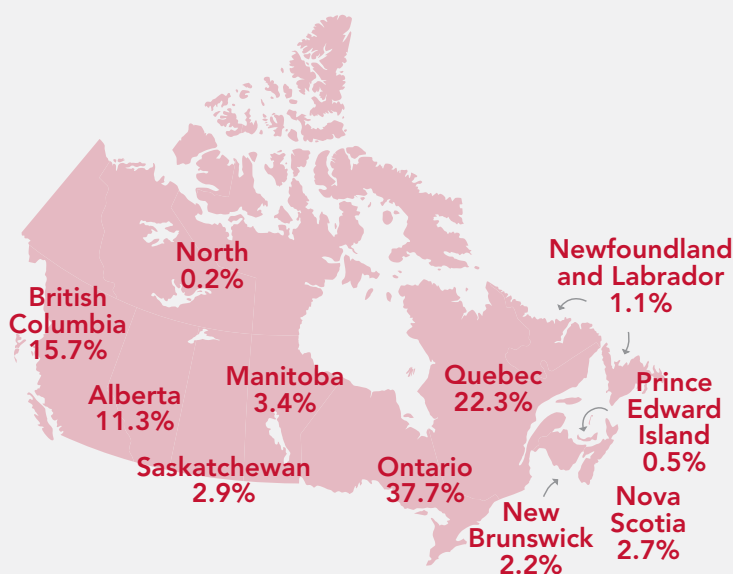 North
0.2%
Newfoundland
and Labrador
1.1%
British
Columbia
15.7%
Alberta
11.3%
Manitoba
3.4%
Quebec
22.3%
Prince
Edward
Island
0.5%
Saskatchewan
2.9%
Ontario
37.7%
New
Brunswick
2.2%
Nova
Scotia
2.7%